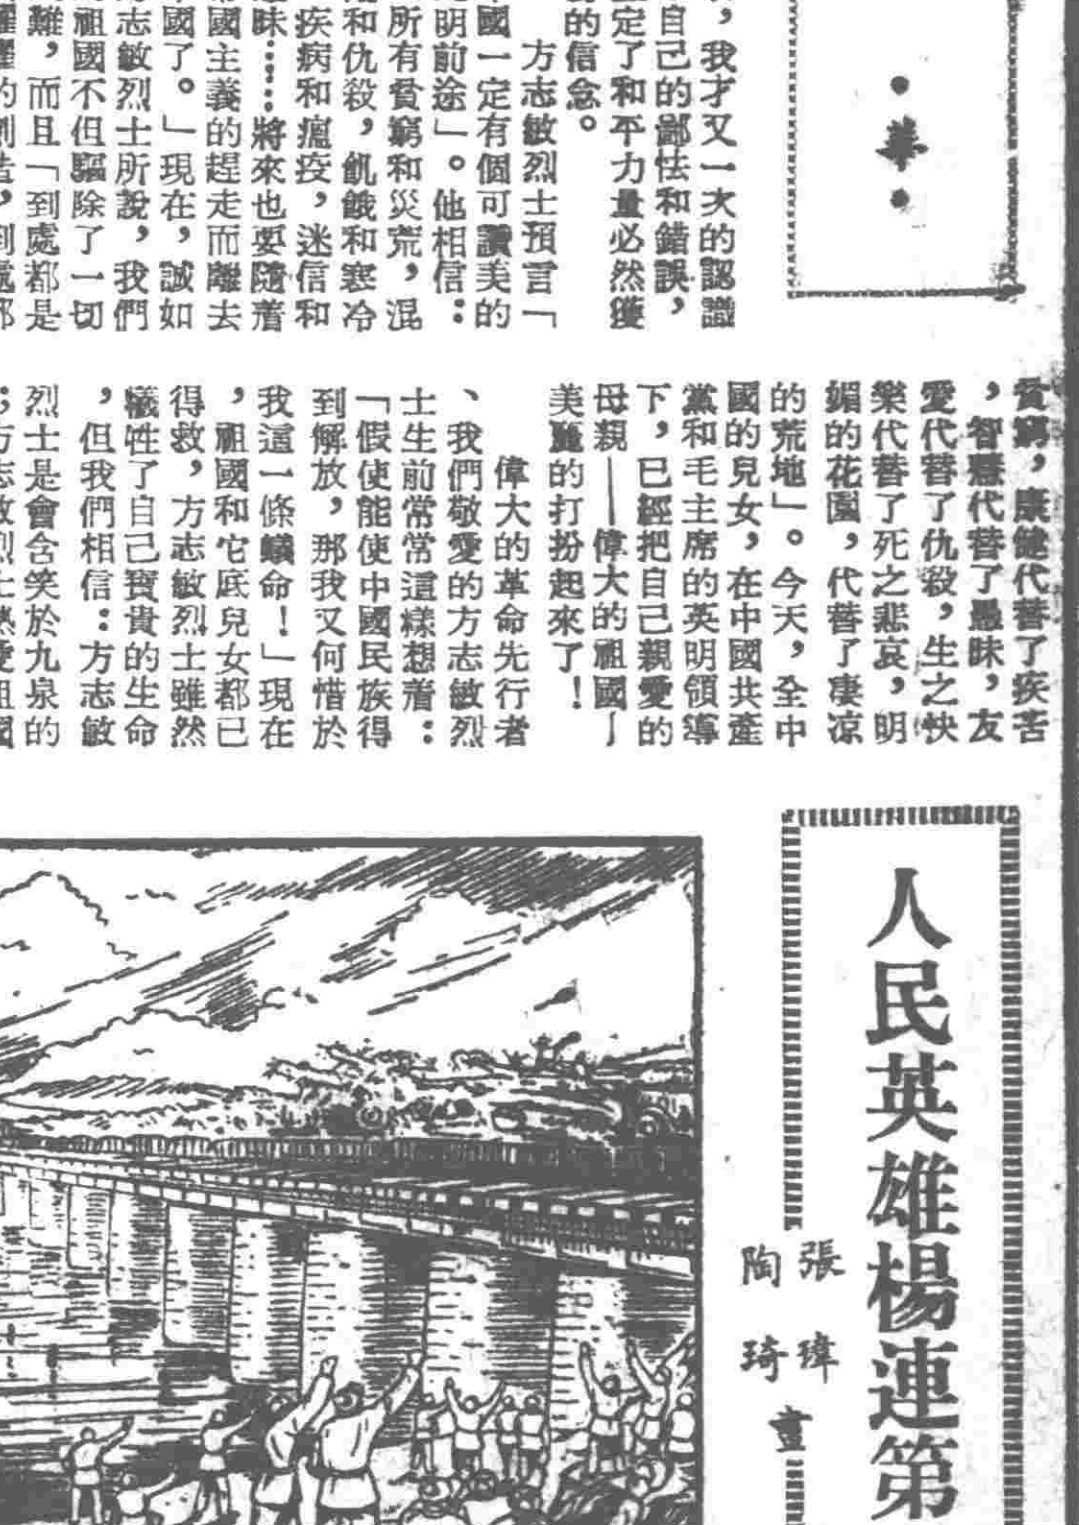 •華•
,我才又一次的認識
自己的鄙怯和錯誤,
定了和平力量必然獲
的信念。
方志敏烈士預言「
國一定有個可讚美的
明前途」。他相信:
所有貧窮和災荒,混
和仇殺,飢餓和寒冷
疾病和瘟疫,迷信和
昧……將來也要隨着
國主義的趕走而離去
國了。」現在,誠如
志敏烈士所說,我們
祖國不但驅除了一切
難,而且「到處都是
貧窮,康健代替了疾苦
,智慧代替了愚昧,友
愛代替了仇殺,生之快
樂代替了死之悲哀,明
媚的花園,代替了凄凉
的荒地」。今天,全中
國的兒女,在中國共產
黨和毛主席的英明領導
下,已經把自己親愛的
母親——偉大的祖國—
美麗的打扮起來了!
偉大的革命先行者
、我們敬愛的方志敏烈
士生前常常這樣想着:
「假使能使中國民族得
到解放,那我又何惜於
我這一條蟻命!」現在
,祖國和它底兒女都已
得救,方志敏烈士雖然
犧牲了自己寶貴的生命
,但我們相信:方志敏
烈士是會含笑於九泉的
人民英雄楊連第
張瑋
陶琦
畫